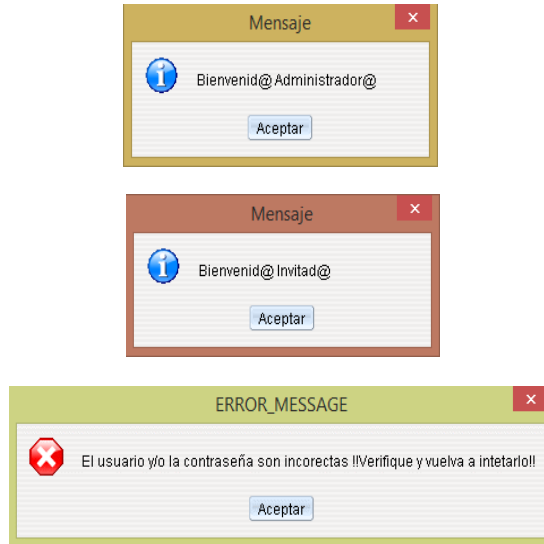 Mensaje
x
Bienvenid@ Administrador@
Aceptar
Mensaje
x
Bienvenid@ Invitad@
Aceptar
ERROR_MESSAGE
x
El usuario y/o la contraseña son incorectas !!Verifique y vuelva a intetarlo!!
Aceptar